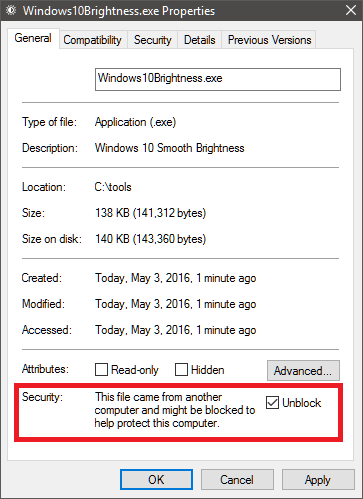 Windows10Brightness.exe Properties
General Compatibility Security Details Previous Versions
Windows10Brightness.exe
Type of file: Application (.exe)
Description: Windows 10 Smooth Brightness
Location: C:\tools
Size: 138 KB (141,312 bytes)
Size on disk: 140 KB (143,360 bytes)
Created: Today, May 3, 2016, 1 minute ago
Modified: Today, May 3, 2016, 1 minute ago
Accessed: Today, May 3, 2016, 1 minute ago
Attributes: Read-only Hidden Advanced...
Security: This file came from another
computer and might be blocked to
help protect this computer.
Unblock
OK Cancel Apply